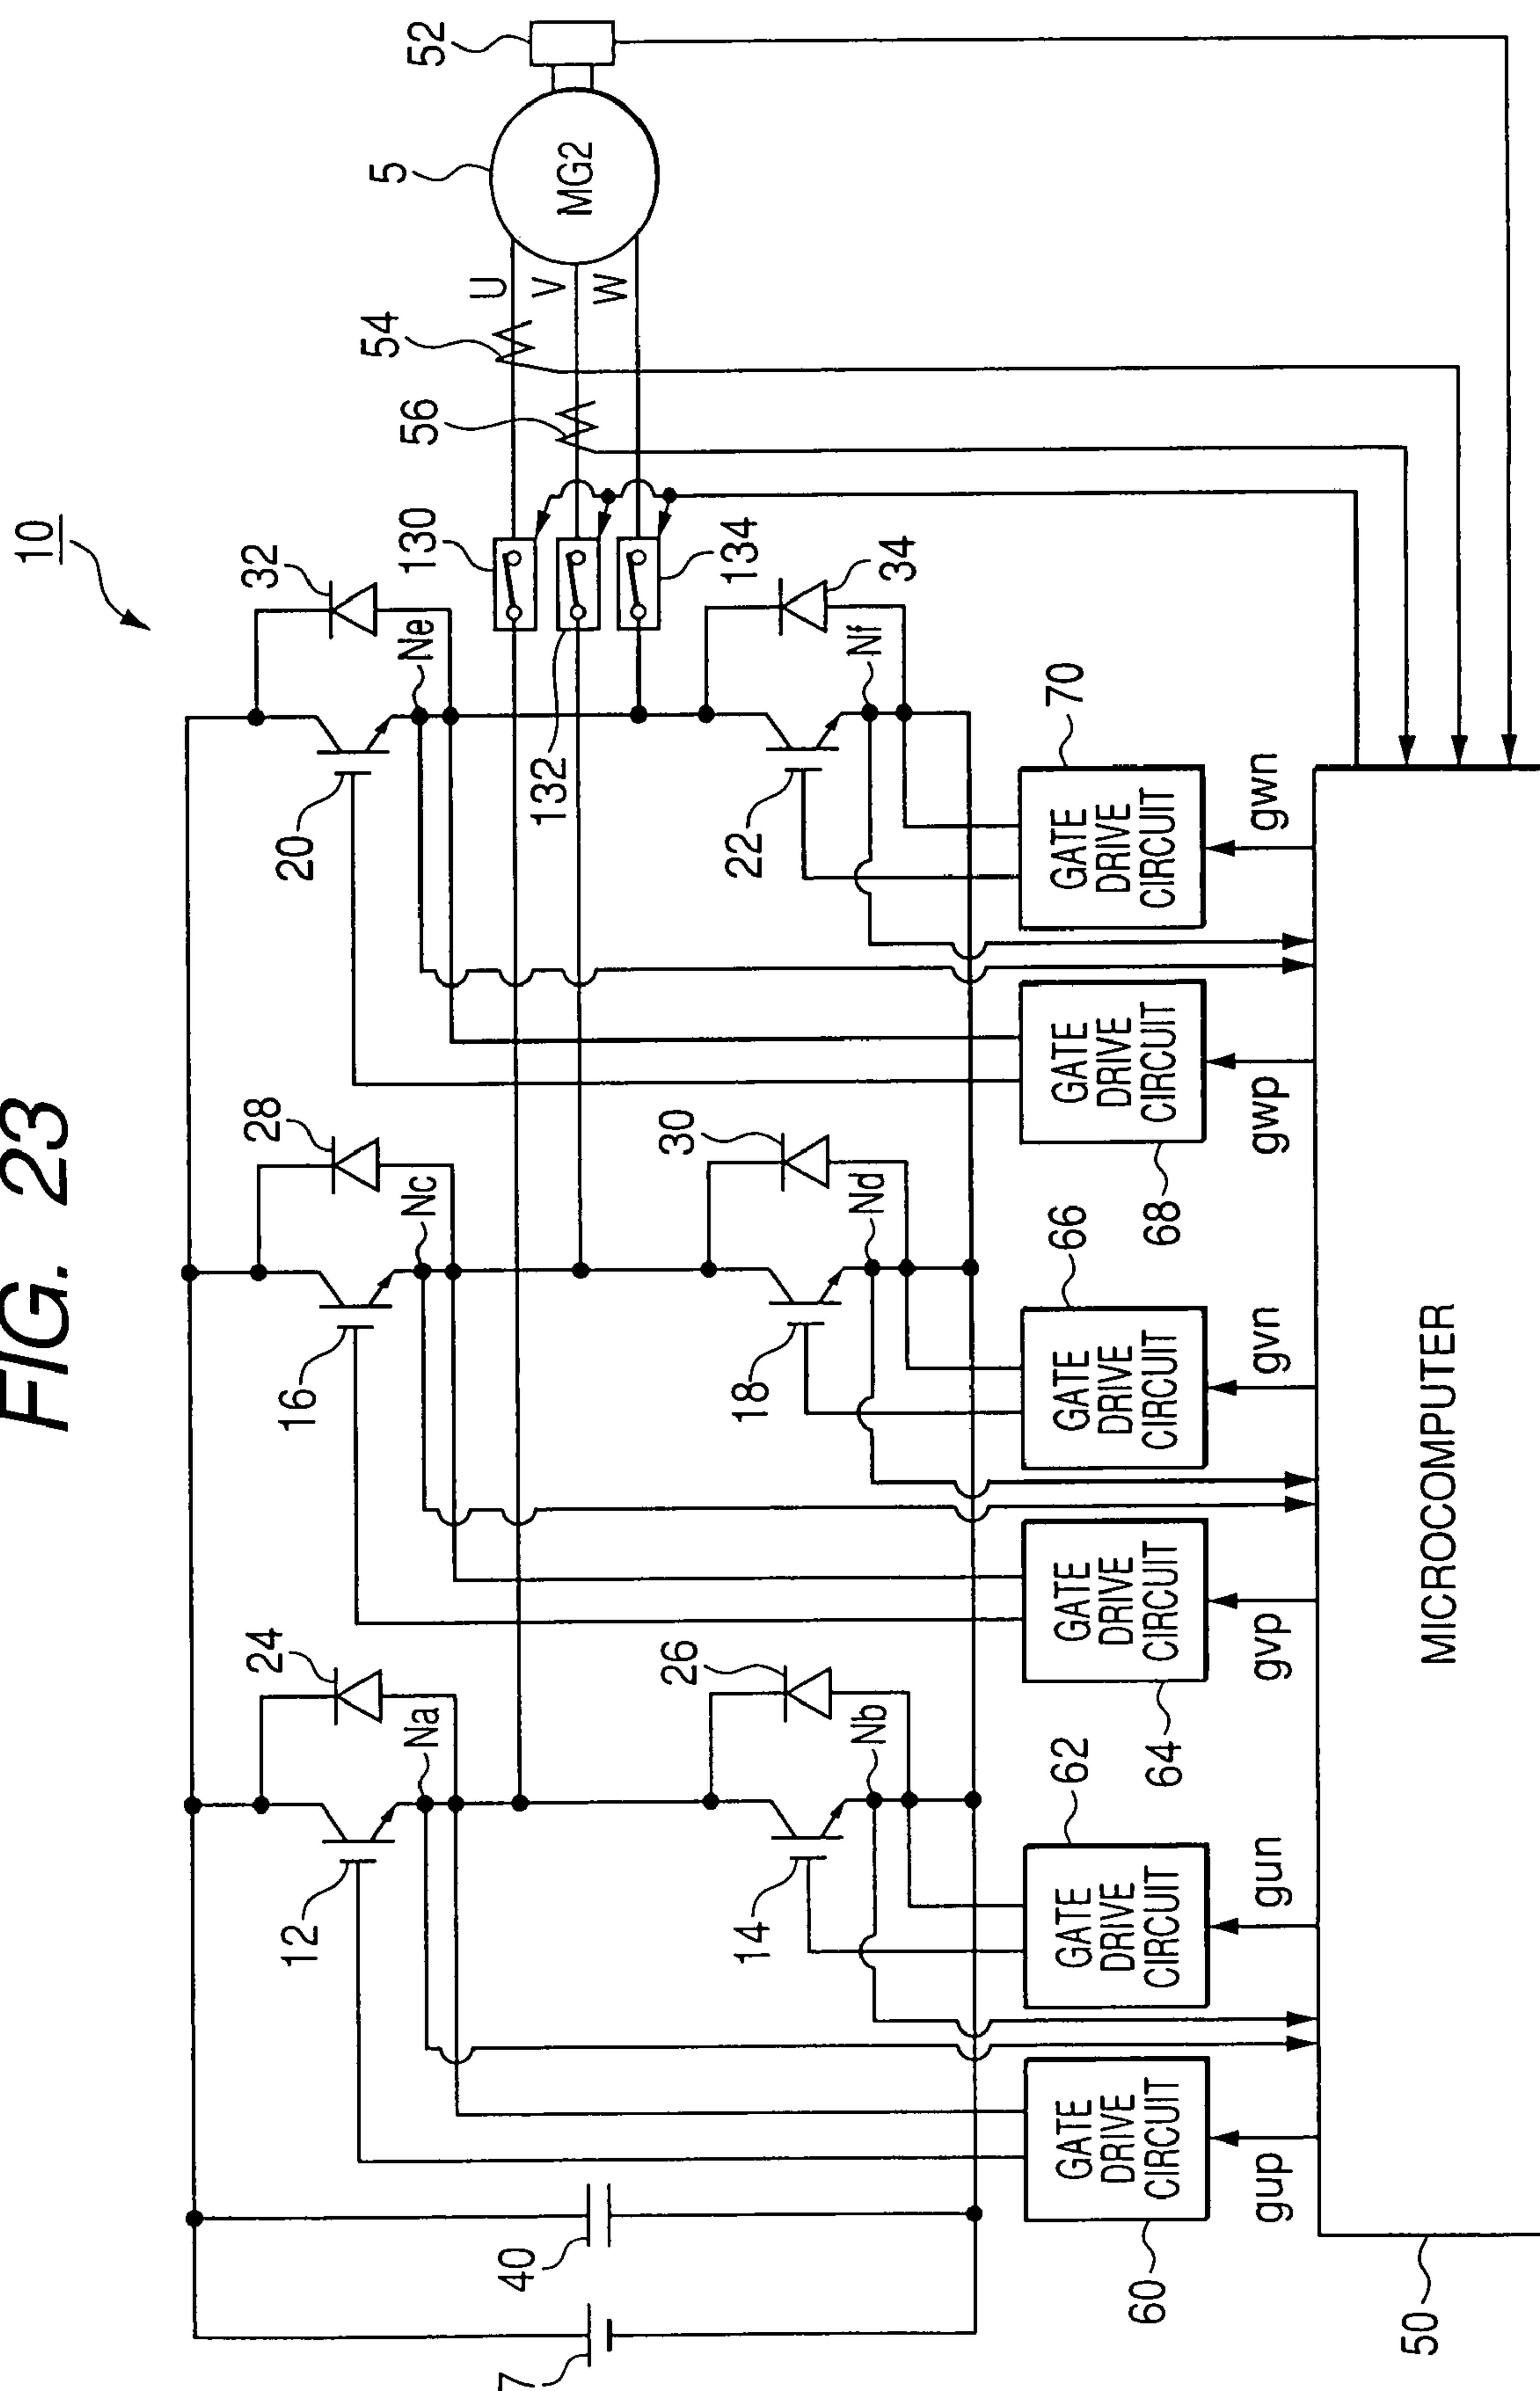 FIG. 23
10
32
28
24
20
16
12
Ne
Nc
Na
130
132
134
54
56
5
52
MG2
U
V
W
34
30
26
22
18
14
Nf
Nd
Nb
40
7
60
62
64
66
68
70
GATE
DRIVE
CIRCUIT
GATE
DRIVE
CIRCUIT
GATE
DRIVE
CIRCUIT
GATE
DRIVE
CIRCUIT
GATE
DRIVE
CIRCUIT
GATE
DRIVE
CIRCUIT
gup
gun
gvp
gvn
gwp
gwn
50
MICROCOMPUTER